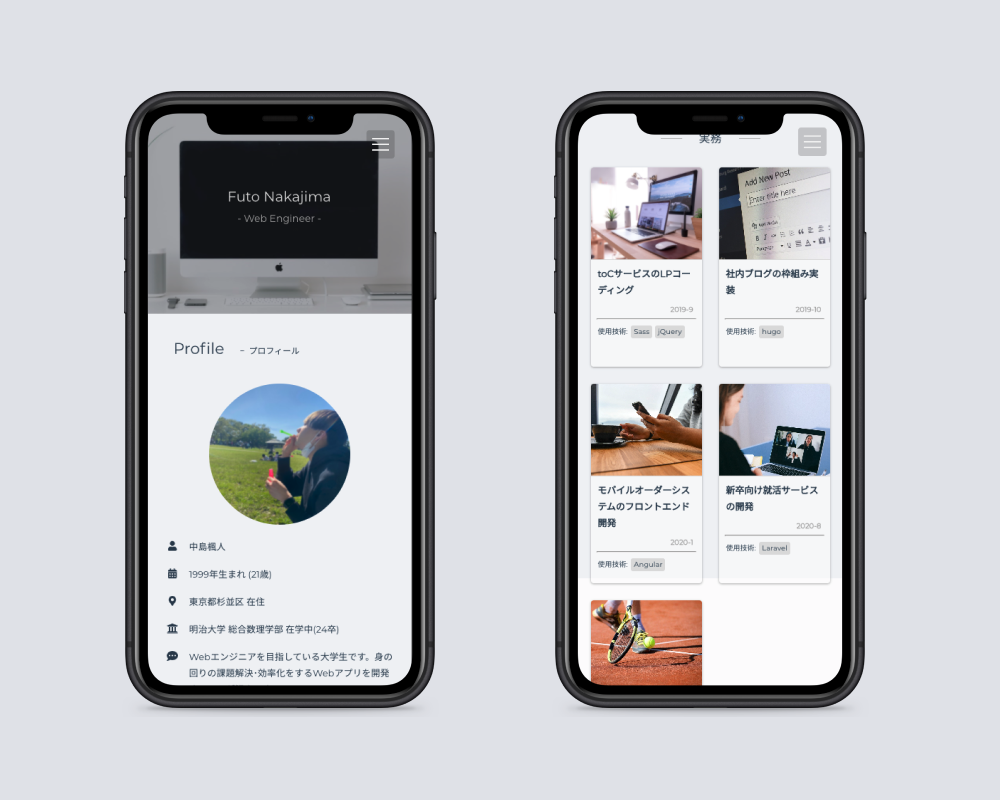 Futo Nakajima
- Web Engineer -
Profile － プロフィール
中島楓人
1999年生まれ (21歳)
東京都杉並区 在住
明治大学 総合数理学部 在学中(24卒)
Webエンジニアを目指している大学生です。身の
回りの課題解決・効率化をするWebアプリを開発
実務
Add New Post
Enter title here
Paragraph
toCサービスのLPコー
ディング
2019-9
使用技術: Sass jQuery
社内ブログの枠組み実
装
2019-10
使用技術: hugo
モバイルオーダーシス
テムのフロントエンド
開発
2020-1
使用技術: Angular
新卒向け就活サービス
の開発
2020-8
使用技術: Laravel